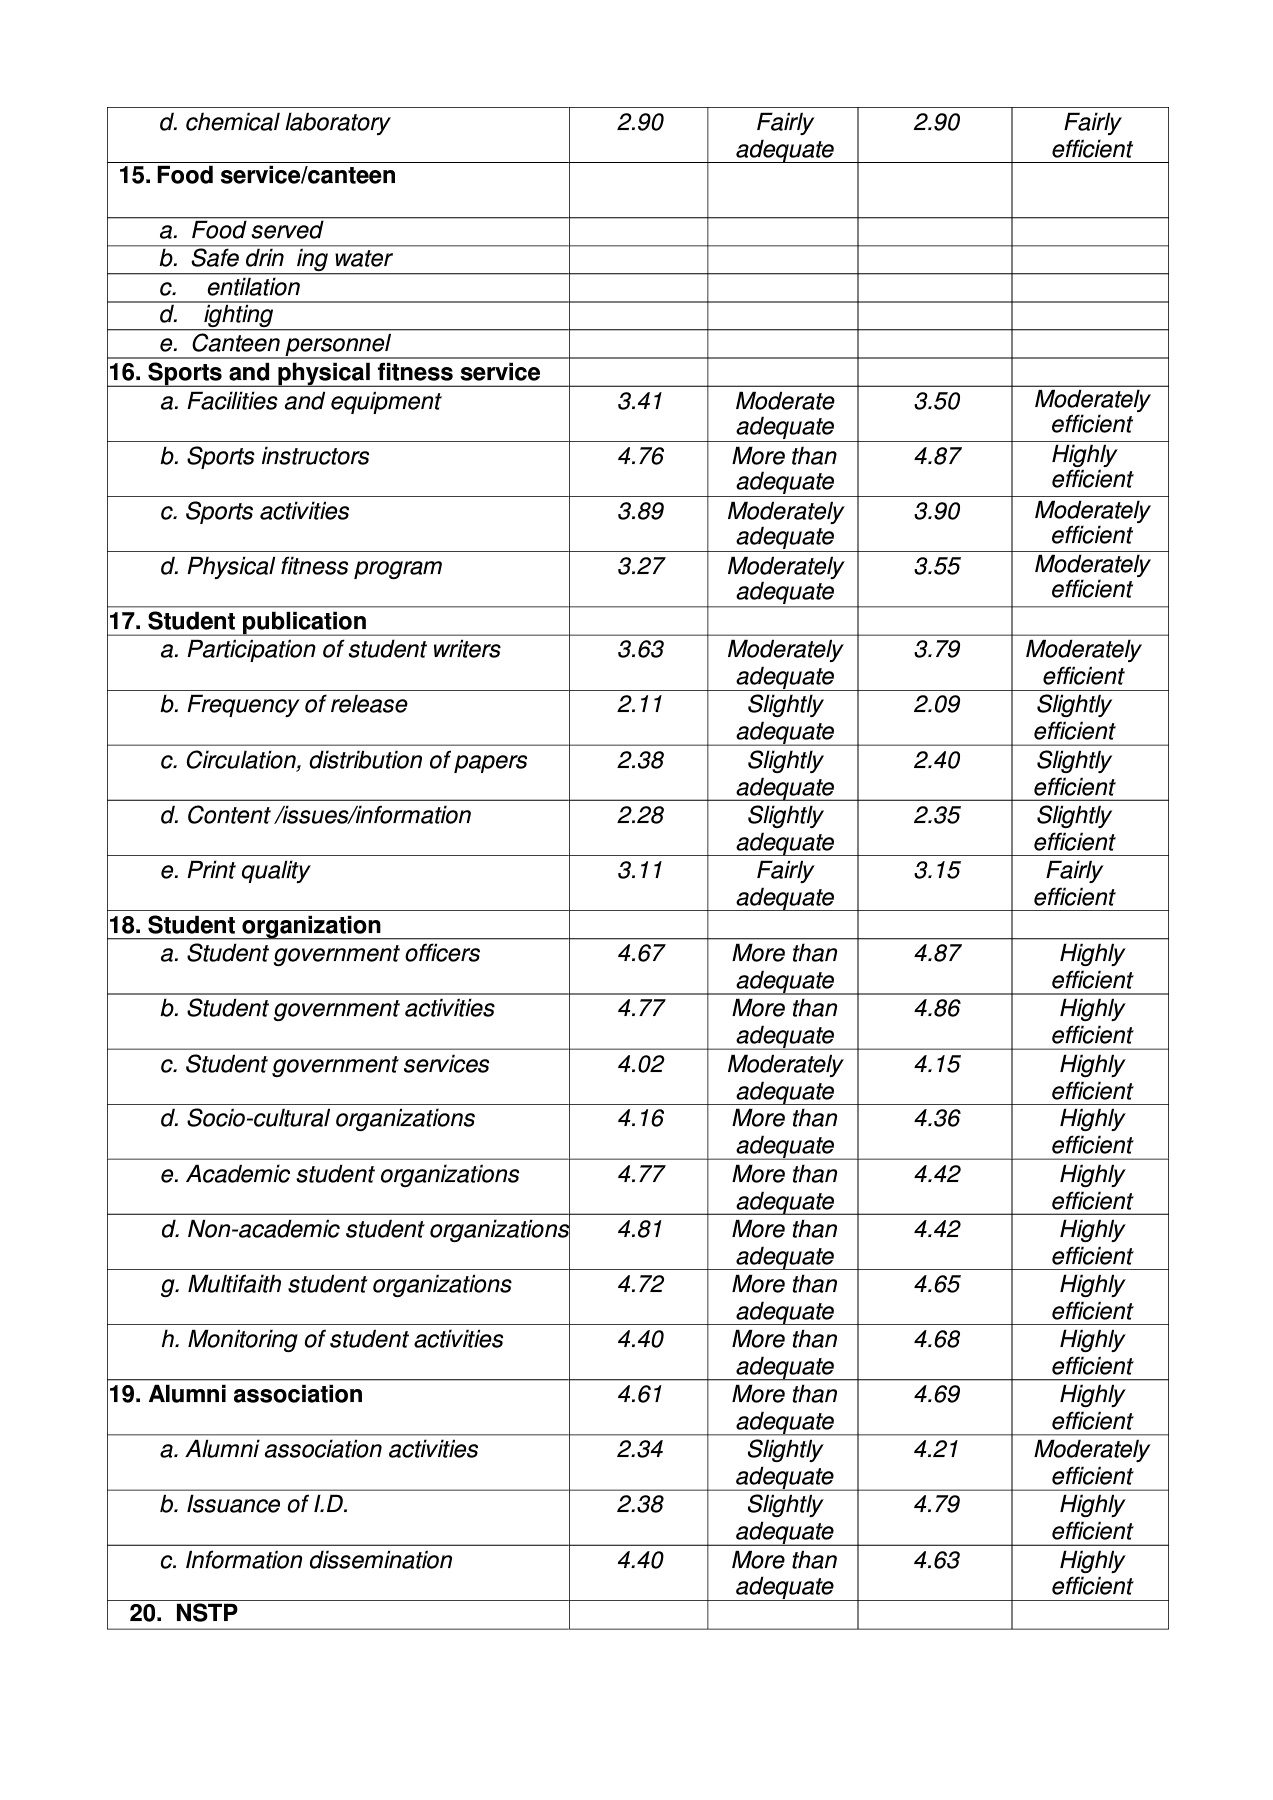 d. chemical laboratory 2.90 Fairly 2.90 Fairly
adequate efficient
15. Food service/canteen
a. Food served
b. Safe drin ing water
c. entilation
d. ighting
e. Canteen personnel
16. Sports and physical fitness service
a. Facilities and equipment 3.41 Moderate 3.50 Moderately
adequate efficient
b. Sports instructors 4.76 More than 4.87 Highly
adequate efficient
c. Sports activities 3.89 Moderately 3.90 Moderately
adequate efficient
d. Physical fitness program 3.27 Moderately 3.55 Moderately
adequate efficient
17. Student publication
a. Participation of student writers 3.63 Moderately 3.79 Moderately
adequate efficient
b. Frequency of release 2.11 Slightly 2.09 Slightly
adequate efficient
c. Circulation, distribution of papers 2.38 Slightly 2.40 Slightly
adequate efficient
d. Content /issues/information 2.28 Slightly 2.35 Slightly
adequate efficient
e. Print quality 3.11 Fairly 3.15 Fairly
adequate efficient
18. Student organization
a. Student government officers 4.67 More than 4.87 Highly
adequate efficient
b. Student government activities 4.77 More than 4.86 Highly
adequate efficient
c. Student government services 4.02 Moderately 4.15 Highly
adequate efficient
d. Socio-cultural organizations 4.16 More than 4.36 Highly
adequate efficient
e. Academic student organizations 4.77 More than 4.42 Highly
adequate efficient
d. Non-academic student organizations 4.81 More than 4.42 Highly
adequate efficient
g. Multifaith student organizations 4.72 More than 4.65 Highly
adequate efficient
h. Monitoring of student activities 4.40 More than 4.68 Highly
adequate efficient
19. Alumni association 4.61 More than 4.69 Highly
adequate efficient
a. Alumni association activities 2.34 Slightly 4.21 Moderately
adequate efficient
b. Issuance of I.D. 2.38 Slightly 4.79 Highly
adequate efficient
c. Information dissemination 4.40 More than 4.63 Highly
adequate efficient
20. NSTP